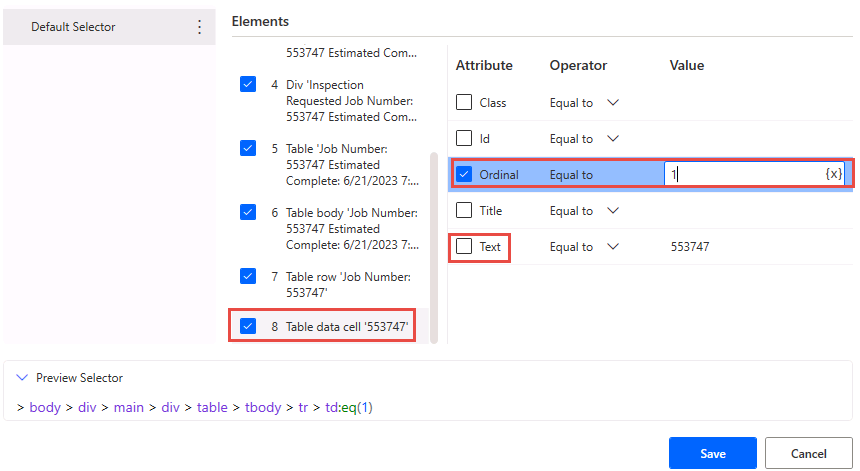 Default Selector
Elements
553747 Estimated Com...
4 Div 'Inspection
Requested Job Number:
553747 Estimated Com...
5 Table 'Job Number:
553747 Estimated
Complete: 6/21/2023 7:...
6 Table body 'Job Number:
553747 Estimated
Complete: 6/21/2023 7:...
7 Table row 'Job Number:
553747'
8 Table data cell '553747'
Attribute Operator Value
Class Equal to
Id Equal to
Ordinal Equal to 1 {x}
Title Equal to
Text Equal to 553747
Preview Selector
> body > div > main > div > table > tbody > tr > td:eq(1)
Save Cancel